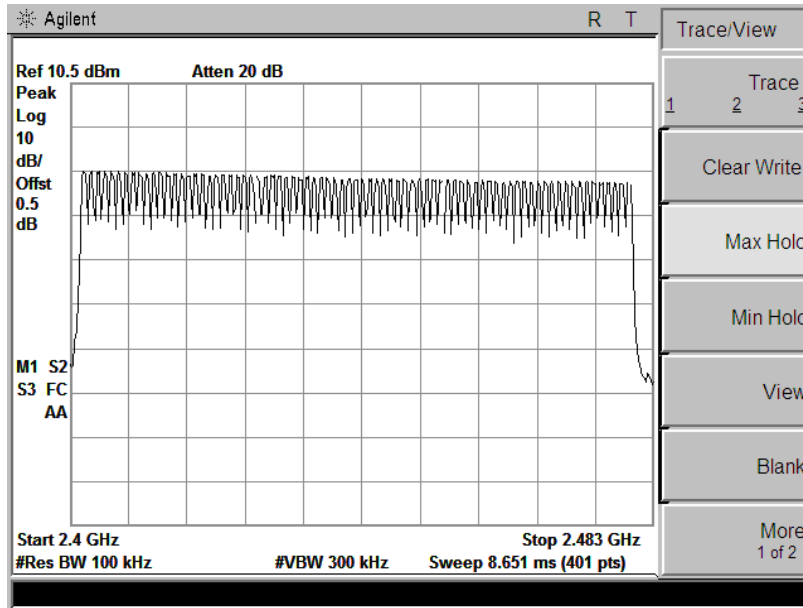 Agilent
R T
Trace/View
Ref 10.5 dBm
Atten 20 dB
Peak
Log
10
dB/
Offst
0.5
dB
M1 S2
S3 FC
AA
Start 2.4 GHz
Stop 2.483 GHz
#Res BW 100 kHz
#VBW 300 kHz
Sweep 8.651 ms (401 pts)
Trace
1 2 3
Clear Write
Max Hold
Min Hold
View
Blank
More
1 of 2